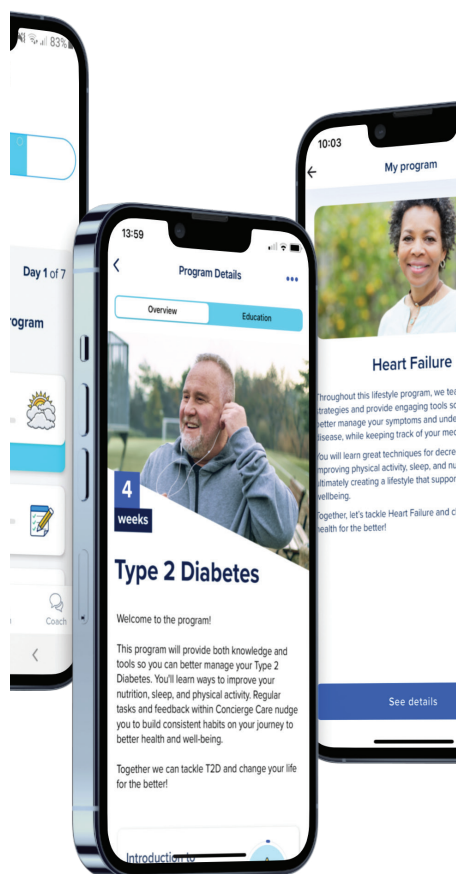 83%
Day 1 of 7
Coach
13:59
Program Details
Overview
Education
4
weeks
Type 2 Diabetes
Welcome to the program!
This program will provide both knowledge and
tools so you can better manage your Type 2
Diabetes. You'll learn ways to improve your
nutrition, sleep, and physical activity. Regular
tasks and feedback within Concierge Care nudge
you to build consistent habits on your journey to
better health and well-being.
Together we can tackle T2D and change your life
for the better!
Introduction to
10:03
My program
Heart Failure
Throughout this lifestyle program, we tea
strategies and provide engaging tools so
better manage your symptoms and unde
disease, while keeping track of your med
You will learn great techniques for decre
improving physical activity, sleep, and nu
ultimately creating a lifestyle that suppor
wellbeing.
Together, let's tackle Heart Failure and c
health for the better!
See details